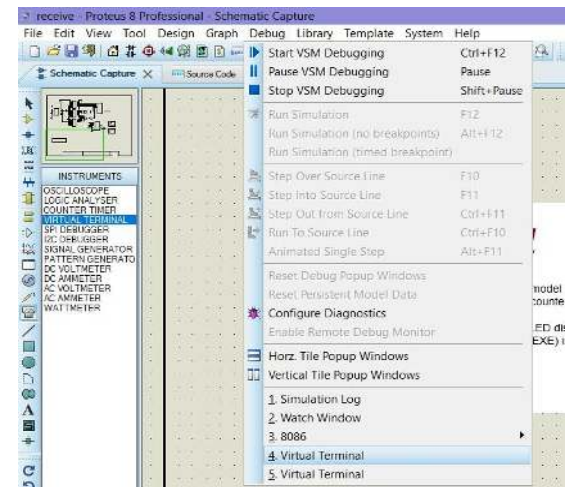 receive - Proteus 8 Professional - Schematic Capture
File Edit View Tool Design Graph Debug Library Template System Help
Schematic Capture
Source Code
INSTRUMENTS
OSCILLOSCOPE
LOGIC ANALYSER
COUNTER TIMER
VIRTUAL TERMINAL
SPI DEBUGGER
I2C DEBUGGER
SIGNAL GENERATOR
PATTERN GENERATO
DC VOLTMETER
DC AMMETER
AC VOLTMETER
AC AMMETER
WATTMETER
Start VSM Debugging Ctrl+F12
Pause VSM Debugging Pause
Stop VSM Debugging Shift+Pause
Run Simulation F12
Run Simulation (no breakpoints) Alt+F12
Run Simulation (timed breakpoint)
Step Over Source Line F10
Step Into Source Line F11
Step Out from Source Line Ctrl+F11
Run To Source Line Ctrl+F10
Animated Single Step Alt+F11
Reset Debug Popup Windows
Reset Persistent Model Data
Configure Diagnostics
Enable Remote Debug Monitor
Horz. Tile Popup Windows
Vertical Tile Popup Windows
1. Simulation Log
2. Watch Window
3. 8086
4. Virtual Terminal
5. Virtual Terminal
model
counte
ED dis
EXE) i